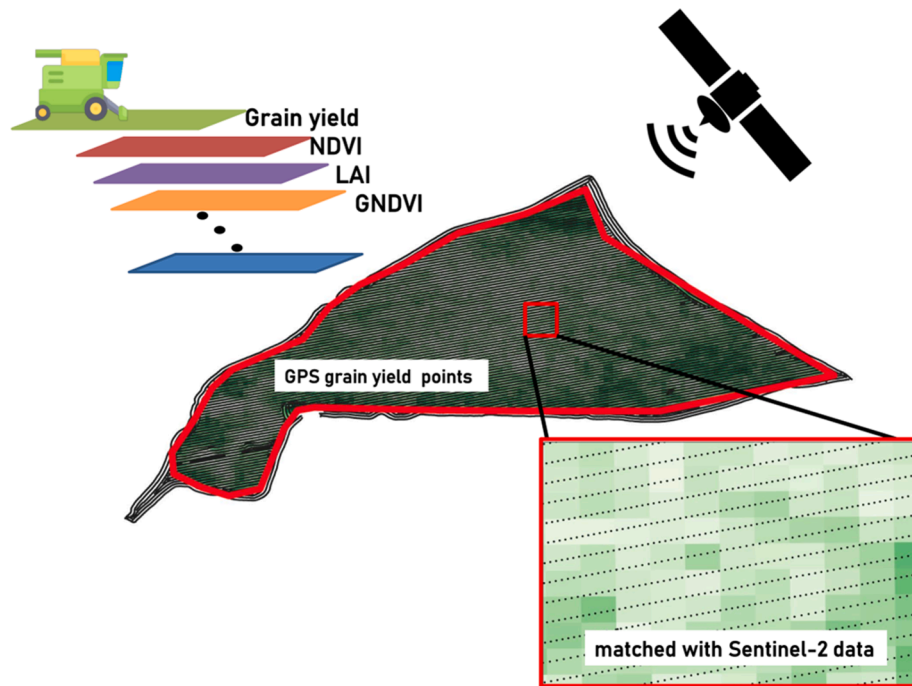 Grain yield
NDVI
LAI
GNDVI
GPS grain yield points
matched with Sentinel-2 data